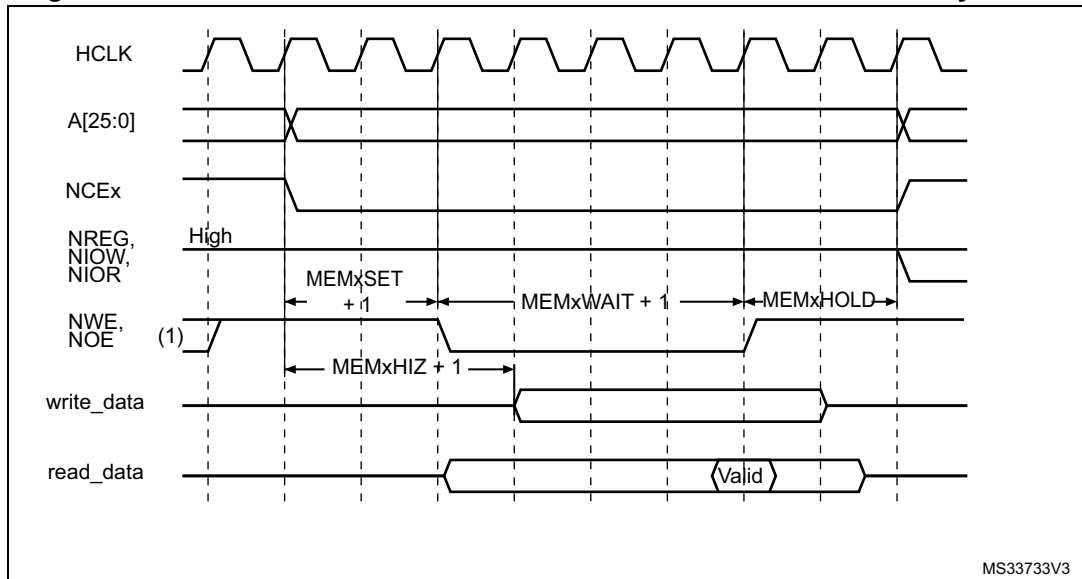 HCLK
A[25:0]
NCEx
High
NREG,
NIOW,
NIOR
MEMxSET
+ 1
MEMxWAIT + 1
MEMxHOLD
NWE,
NOE
(1)
MEMxHIZ + 1
write_data
read_data
Valid
MS33733V3